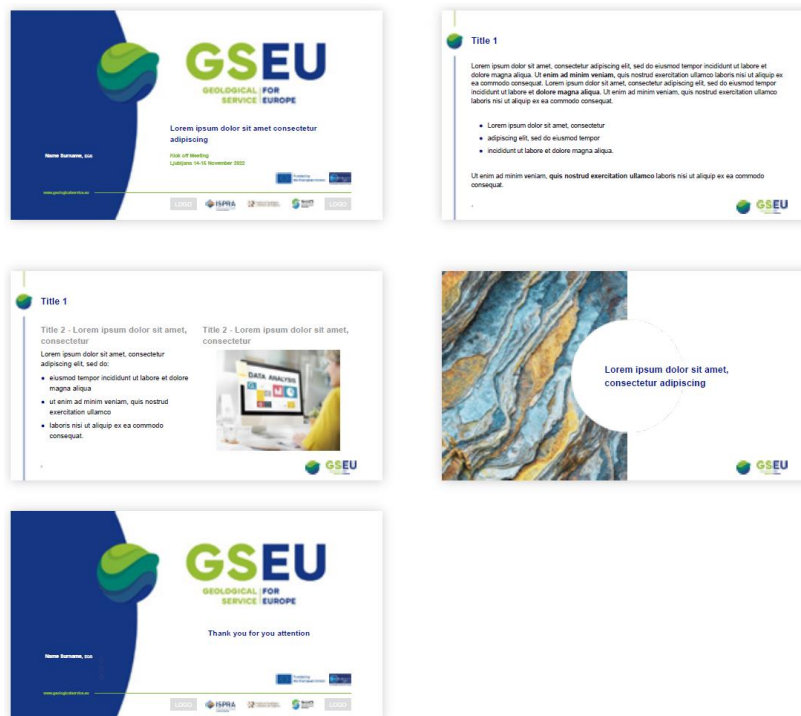 GSEU
GEOLOGICAL FOR
SERVICE EUROPE
Lorem ipsum dolor sit amet consectetur
adipiscing
Name Surname,
Kick off Meeting
Ljubljana 14-16 November 2022
www.geologicalservice.eu
LOGO ISPRA LOGO
Title 1
Lorem ipsum dolor sit amet, consectetur adipiscing elit, sed do eiusmod tempor incididunt ut labore et
dolore magna aliqua. Ut enim ad minim veniam, quis nostrud exercitation ullamco laboris nisi ut aliquip ex
ea commodo consequat. Lorem ipsum dolor sit amet, consectetur adipiscing elit, sed do eiusmod tempor
incididunt ut labore et dolore magna aliqua. Ut enim ad minim veniam, quis nostrud exercitation ullamco
laboris nisi ut aliquip ex ea commodo consequat.
• Lorem ipsum dolor sit amet, consectetur
• adipiscing elit, sed do eiusmod tempor
• incididunt ut labore et dolore magna aliqua.
Ut enim ad minim veniam, quis nostrud exercitation ullamco laboris nisi ut aliquip ex ea commodo
consequat.
GSEU
Title 1
Title 2 - Lorem ipsum dolor sit amet,
consectetur
Lorem ipsum dolor sit amet, consectetur
adipiscing elit, sed do:
• eiusmod tempor incididunt ut labore et dolore
magna aliqua
• ut enim ad minim veniam, quis nostrud
exercitation ullamco
• laboris nisi ut aliquip ex ea commodo
consequat.
Title 2 - Lorem ipsum dolor sit amet,
consectetur
DATA ANALYSIS
GSEU
Lorem ipsum dolor sit amet,
consectetur adipiscing
GSEU
GSEU
GEOLOGICAL FOR
SERVICE EUROPE
Thank you for you attention
Name Surname,
www.geologicalservice.eu
LOGO ISPRA LOGO